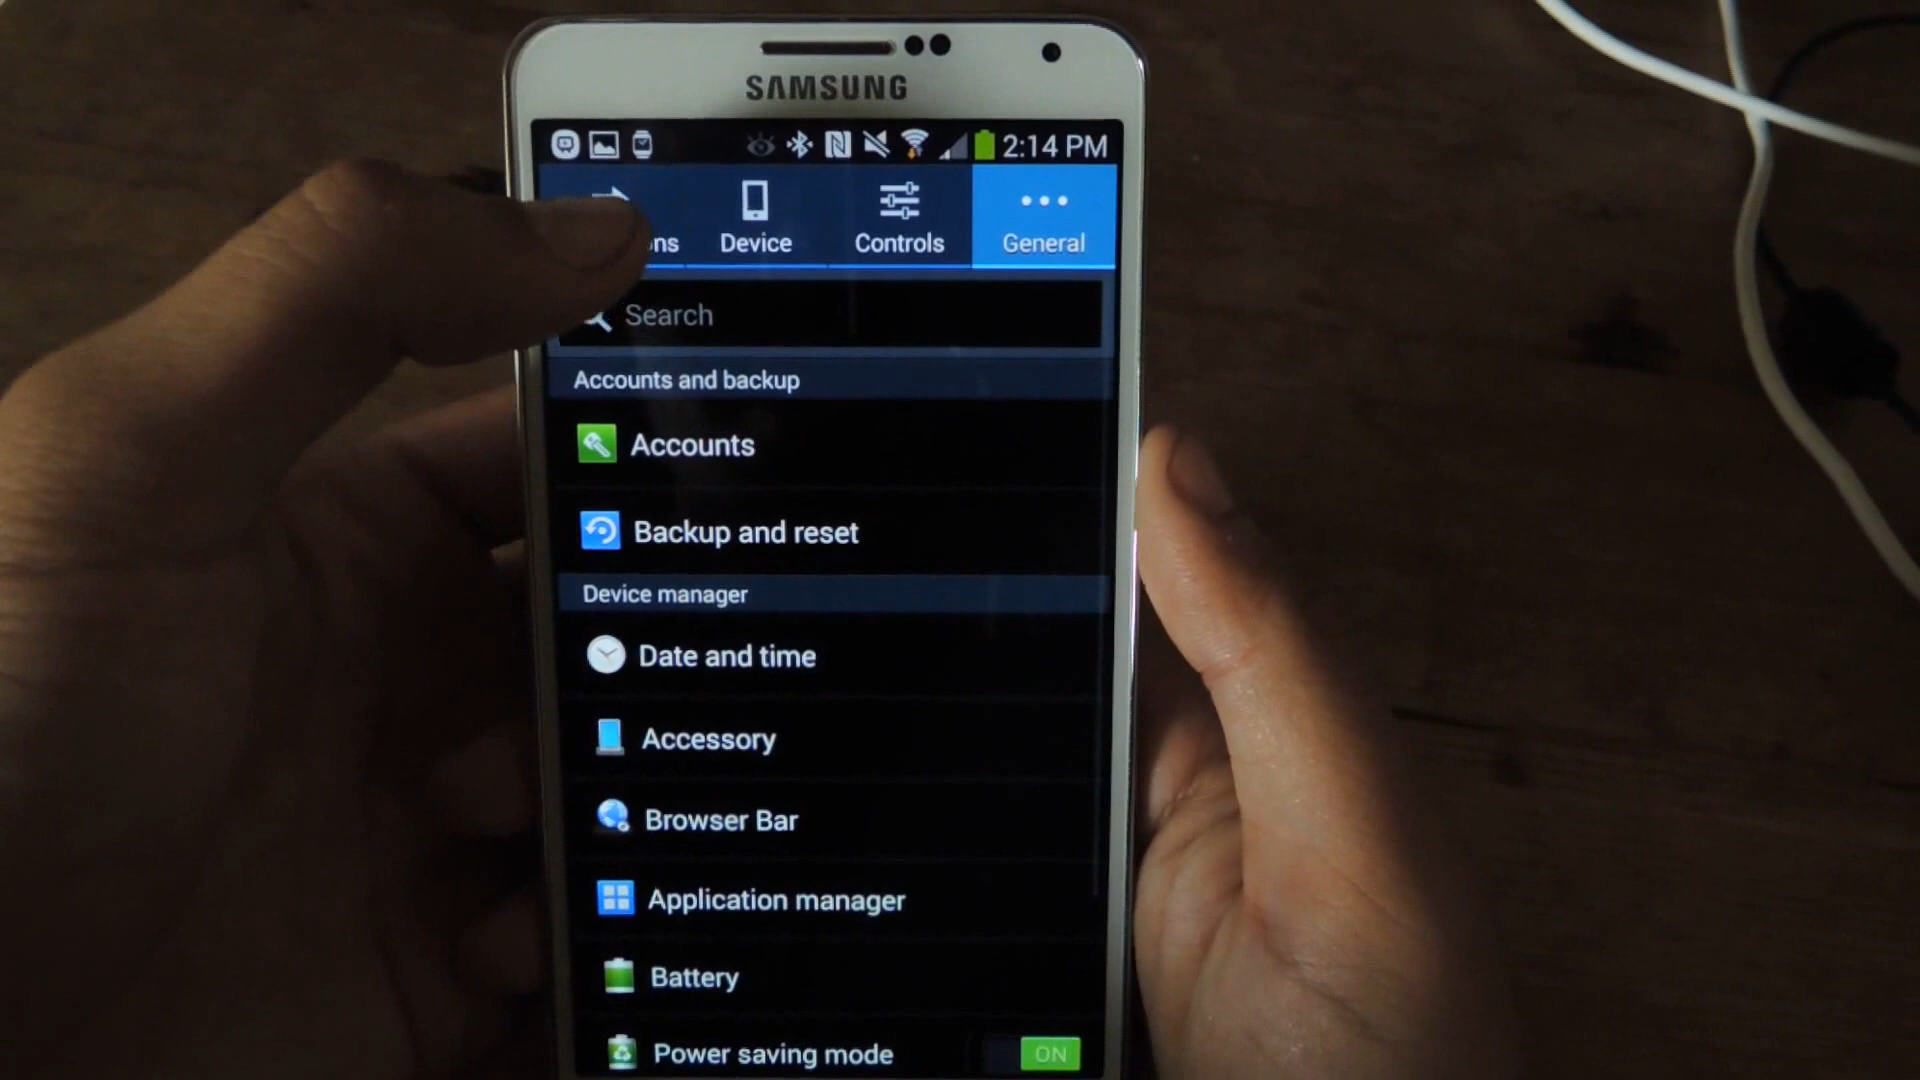 SAMSUNG
2:14 PM
Device
Controls
General
Search
Accounts and backup
Accounts
Backup and reset
Device manager
Date and time
Accessory
Browser Bar
Application manager
Battery
Power saving mode
ON